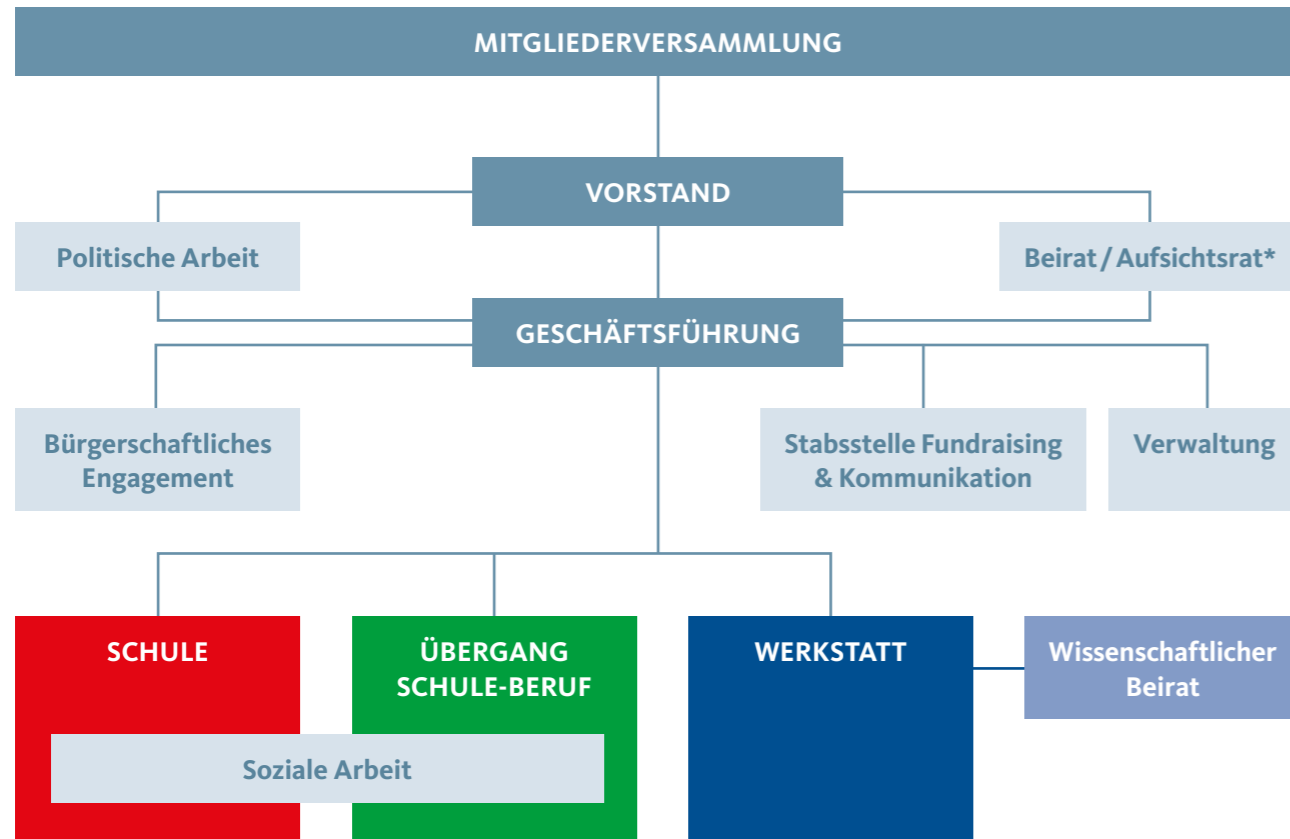 MITGLIEDERVERSAMMLUNG
VORSTAND
Politische Arbeit
Beirat / Aufsichtsrat*
GESCHÄFTSFÜHRUNG
Bürgerschaftliches
Engagement
Stabsstelle Fundraising
& Kommunikation
Verwaltung
SCHULE
ÜBERGANG
SCHULE-BERUF
WERKSTATT
Wissenschaftlicher
Beirat
Soziale Arbeit